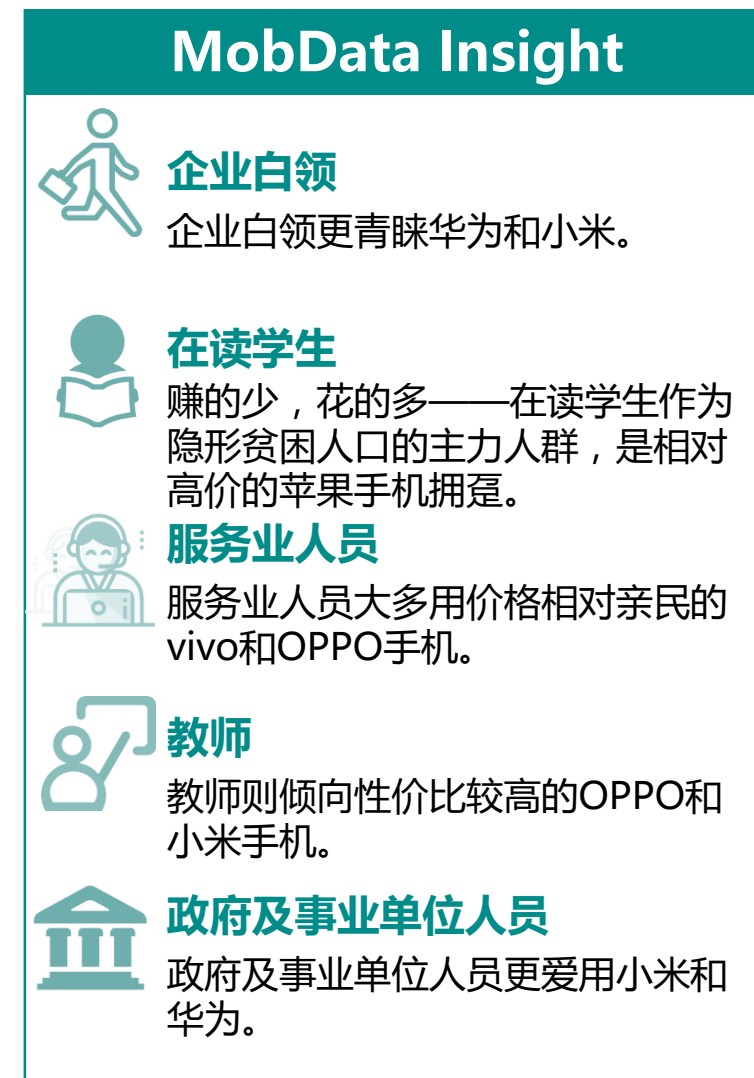 MobData Insight
企业白领
企业白领更青睐华为和小米。
在读学生
赚的少，花的多——在读学生作为
隐形贫困人口的主力人群，是相对
高价的苹果手机拥趸。
服务业人员
服务业人员大多用价格相对亲民的
vivo和OPPO手机。
教师
教师则倾向性价比较高的OPPO和
小米手机。
政府及事业单位人员
政府及事业单位人员更爱用小米和
华为。